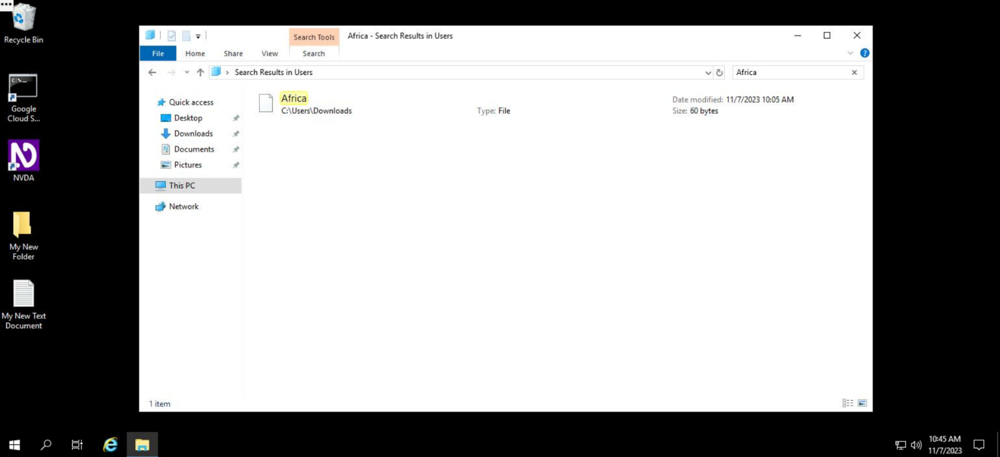 Recycle Bin
Google
Cloud S...
NVDA
My New
Folder
My New Text
Document
Search Tools
Africa - Search Results in Users
File
Home
Share
View
Search
Search Results in Users
Africa
Quick access
Desktop
Downloads
Documents
Pictures
This PC
Network
Africa
C:\Users\Downloads
Type: File
Date modified: 11/7/2023 10:05 AM
Size: 60 bytes
1 item
10:45 AM
11/7/2023